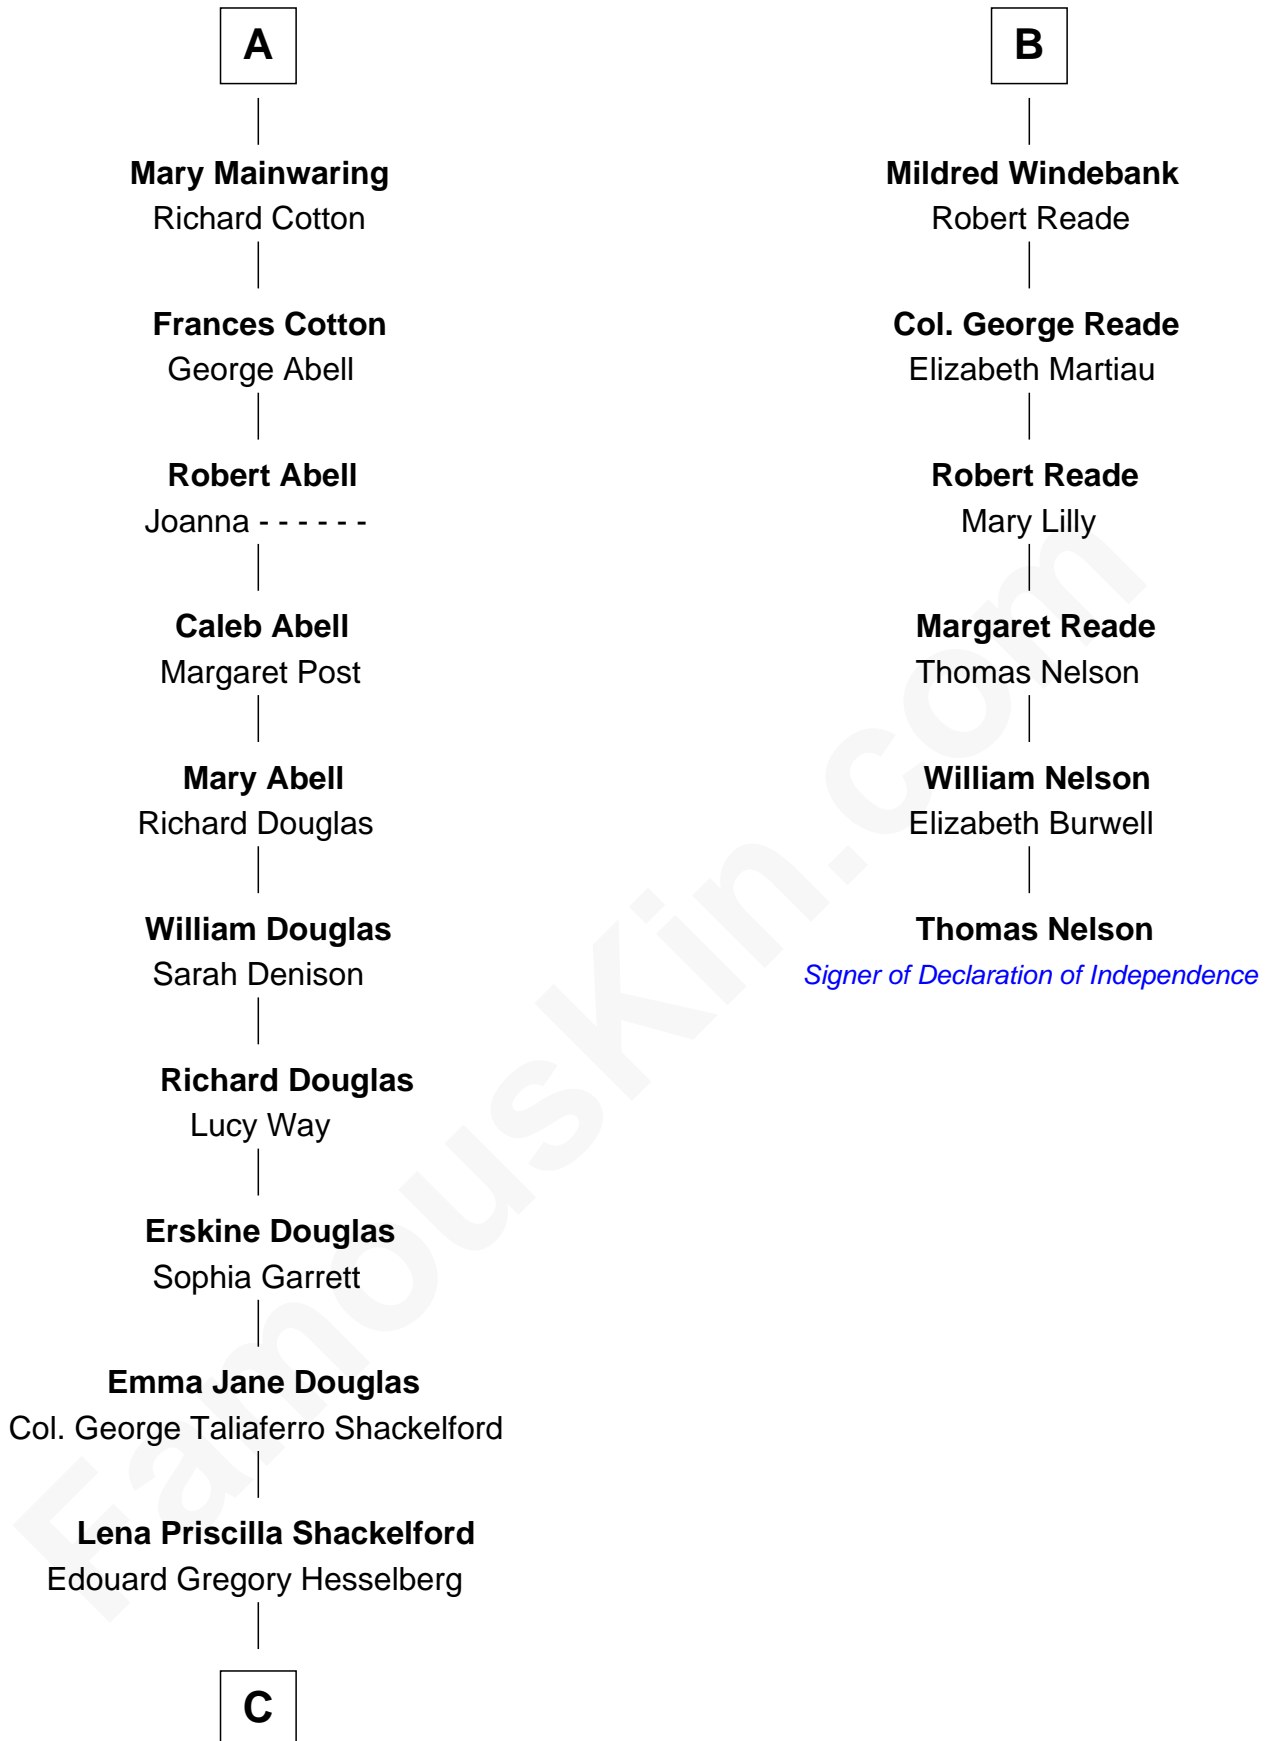 A
Mary Mainwaring
Richard Cotton
Frances Cotton
George Abell
Robert Abell
Joanna - - - - - -
Caleb Abell
Margaret Post
Mary Abell
Richard Douglas
William Douglas
Sarah Denison
Richard Douglas
Lucy Way
Erskine Douglas
Sophia Garrett
Emma Jane Douglas
Col. George Taliaferro Shackelford
Lena Priscilla Shackelford
Edouard Gregory Hesselberg
C
B
Mildred Windebank
Robert Reade
Col. George Reade
Elizabeth Martiau
Robert Reade
Mary Lilly
Margaret Reade
Thomas Nelson
William Nelson
Elizabeth Burwell
Thomas Nelson
Signer of Declaration of Independence
FamousKin.com